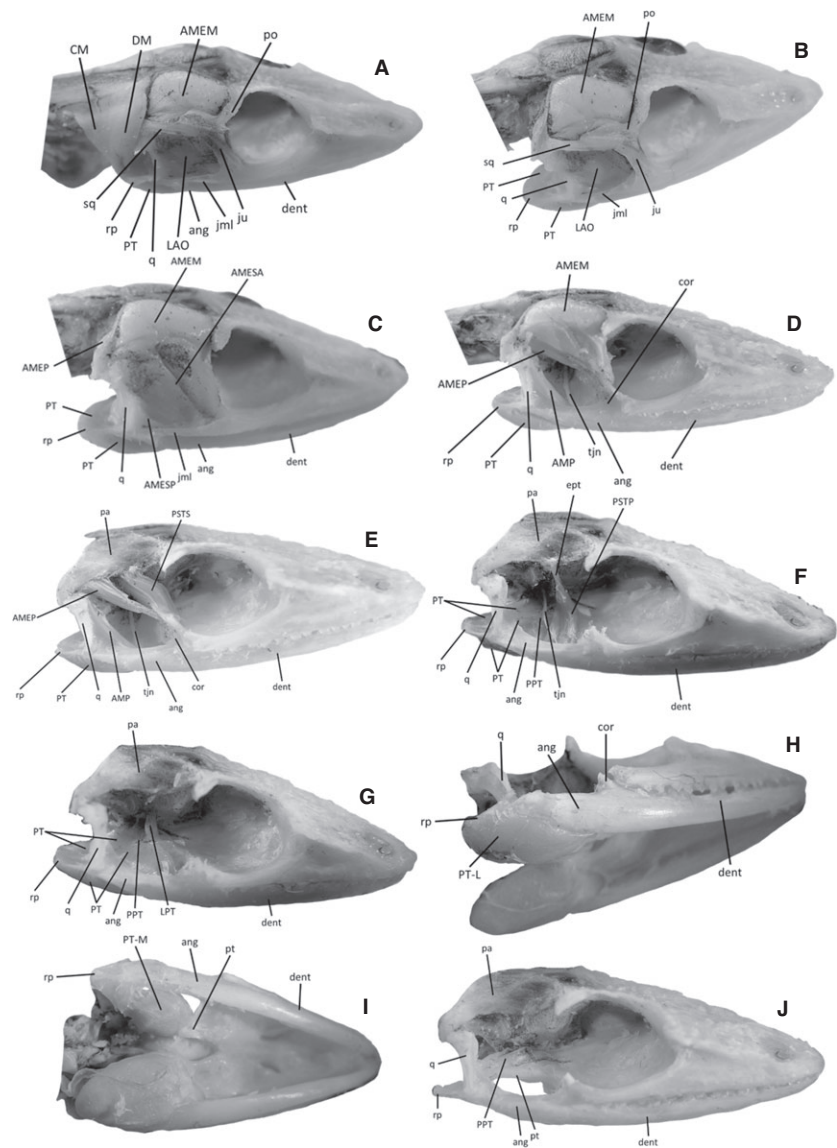 CM
DM
AMEM
po
A
sq
rp
PT
q
LAO
ang
jml
ju
dent
AMEM
po
B
sq
PT
q
rp
PT
LAO
jml
ju
AMEM
AMESA
C
AMEP
PT
rp
PT
q
AMESP
jml
ang
dent
AMEM
cor
D
AMEP
rp
PT
q
AMP
tjn
ang
dent
pa
PSTS
E
AMEP
rp
PT
q
AMP
tjn
ang
cor
dent
pa
ept
PSTP
F
PT
rp
q
PT
ang
PPT
tjn
dent
pa
G
PT
rp
q
PT
ang
PPT
LPT
dent
q
ang
cor
H
rp
PT-L
dent
PT-M
ang
pt
rp
dent
I
pa
J
q
rp
PPT
ang
pt
dent